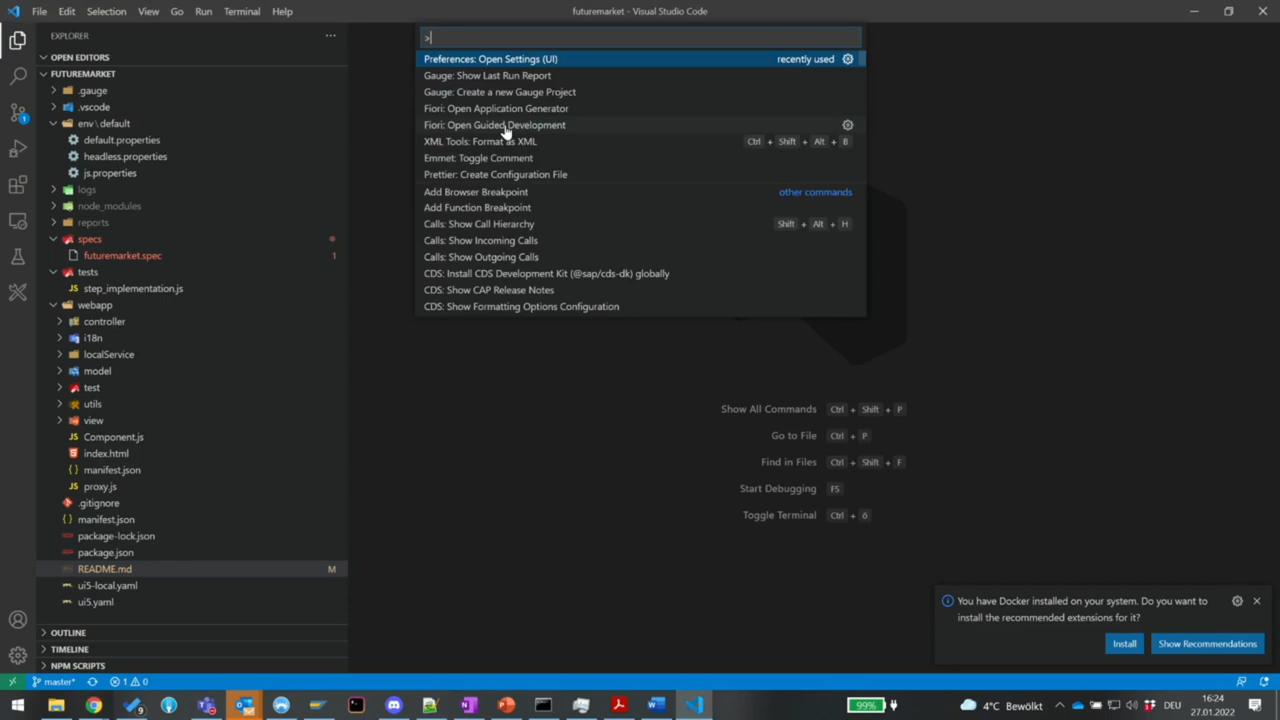 File Edit Selection View Go Run Terminal Help
futuremarket - Visual Studio Code
EXPLORER
OPEN EDITORS
FUTUREMARKET
.gauge
.vscode
env\default
default.properties
headless.properties
js.properties
logs
node_modules
reports
specs
futuremarket.spec 1
tests
step_implementation.js
webapp
controller
i18n
localService
model
test
utils
view
Component.js
index.html
manifest.json
proxy.js
.gitignore
manifest.json
package-lock.json
package.json
README.md M
ui5-local.yaml
ui5.yaml
OUTLINE
TIMELINE
NPM SCRIPTS
>
Preferences: Open Settings (UI) recently used
Gauge: Show Last Run Report
Gauge: Create a new Gauge Project
Fiori: Open Application Generator
Fiori: Open Guided Development
XML Tools: Format as XML Ctrl + Shift + Alt + B
Emmet: Toggle Comment
Prettier: Create Configuration File
Add Browser Breakpoint other commands
Add Function Breakpoint
Calls: Show Call Hierarchy Shift + Alt + H
Calls: Show Incoming Calls
Calls: Show Outgoing Calls
CDS: Install CDS Development Kit (@sap/cds-dk) globally
CDS: Show CAP Release Notes
CDS: Show Formatting Options Configuration
Show All Commands Ctrl + Shift + P
Go to File Ctrl + P
Find in Files Ctrl + Shift + F
Start Debugging F5
Toggle Terminal Ctrl + ö
You have Docker installed on your system. Do you want to
install the recommended extensions for it?
Install Show Recommendations
master* 1 0
99% 4°C Bewölkt DEU
16:24
27.01.2022